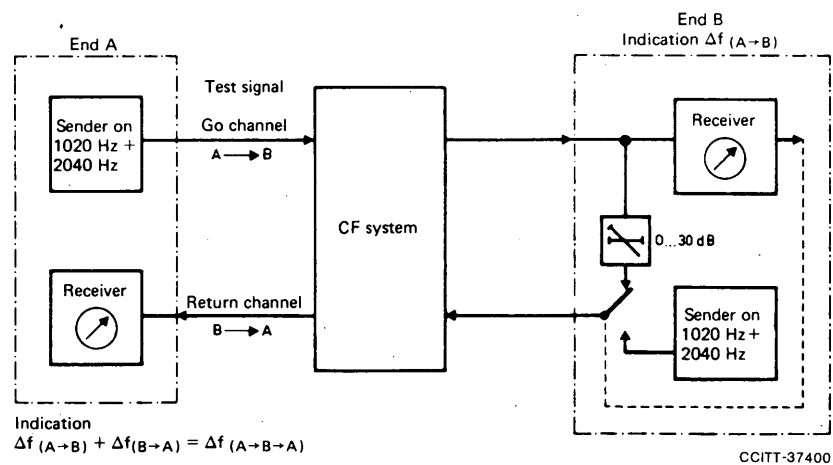 End A
End B
Indication Δf (A→B)
Test signal
Sender on
1020 Hz +
2040 Hz
Go channel
A → B
CF system
Receiver
0...30 dB
Receiver
Return channel
B → A
Sender on
1020 Hz +
2040 Hz
Indication
Δf (A→B) + Δf(B→A) = Δf (A→B→A)
CCITT-37400